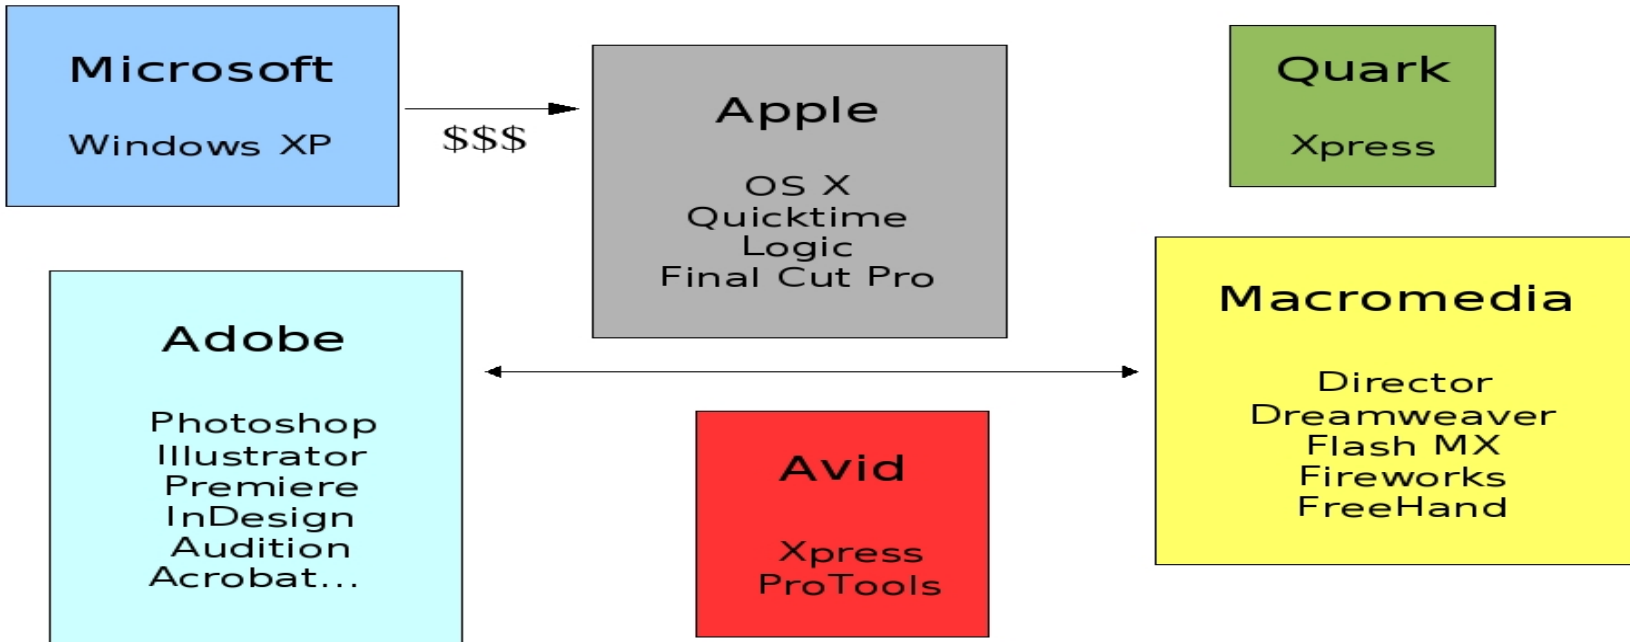 Microsoft
Windows XP
$$$
Apple
OS X
Quicktime
Logic
Final Cut Pro
Quark
Xpress
Adobe
Photoshop
Illustrator
Premiere
InDesign
Audition
Acrobat...
Avid
Xpress
ProTools
Macromedia
Director
Dreamweaver
Flash MX
Fireworks
FreeHand